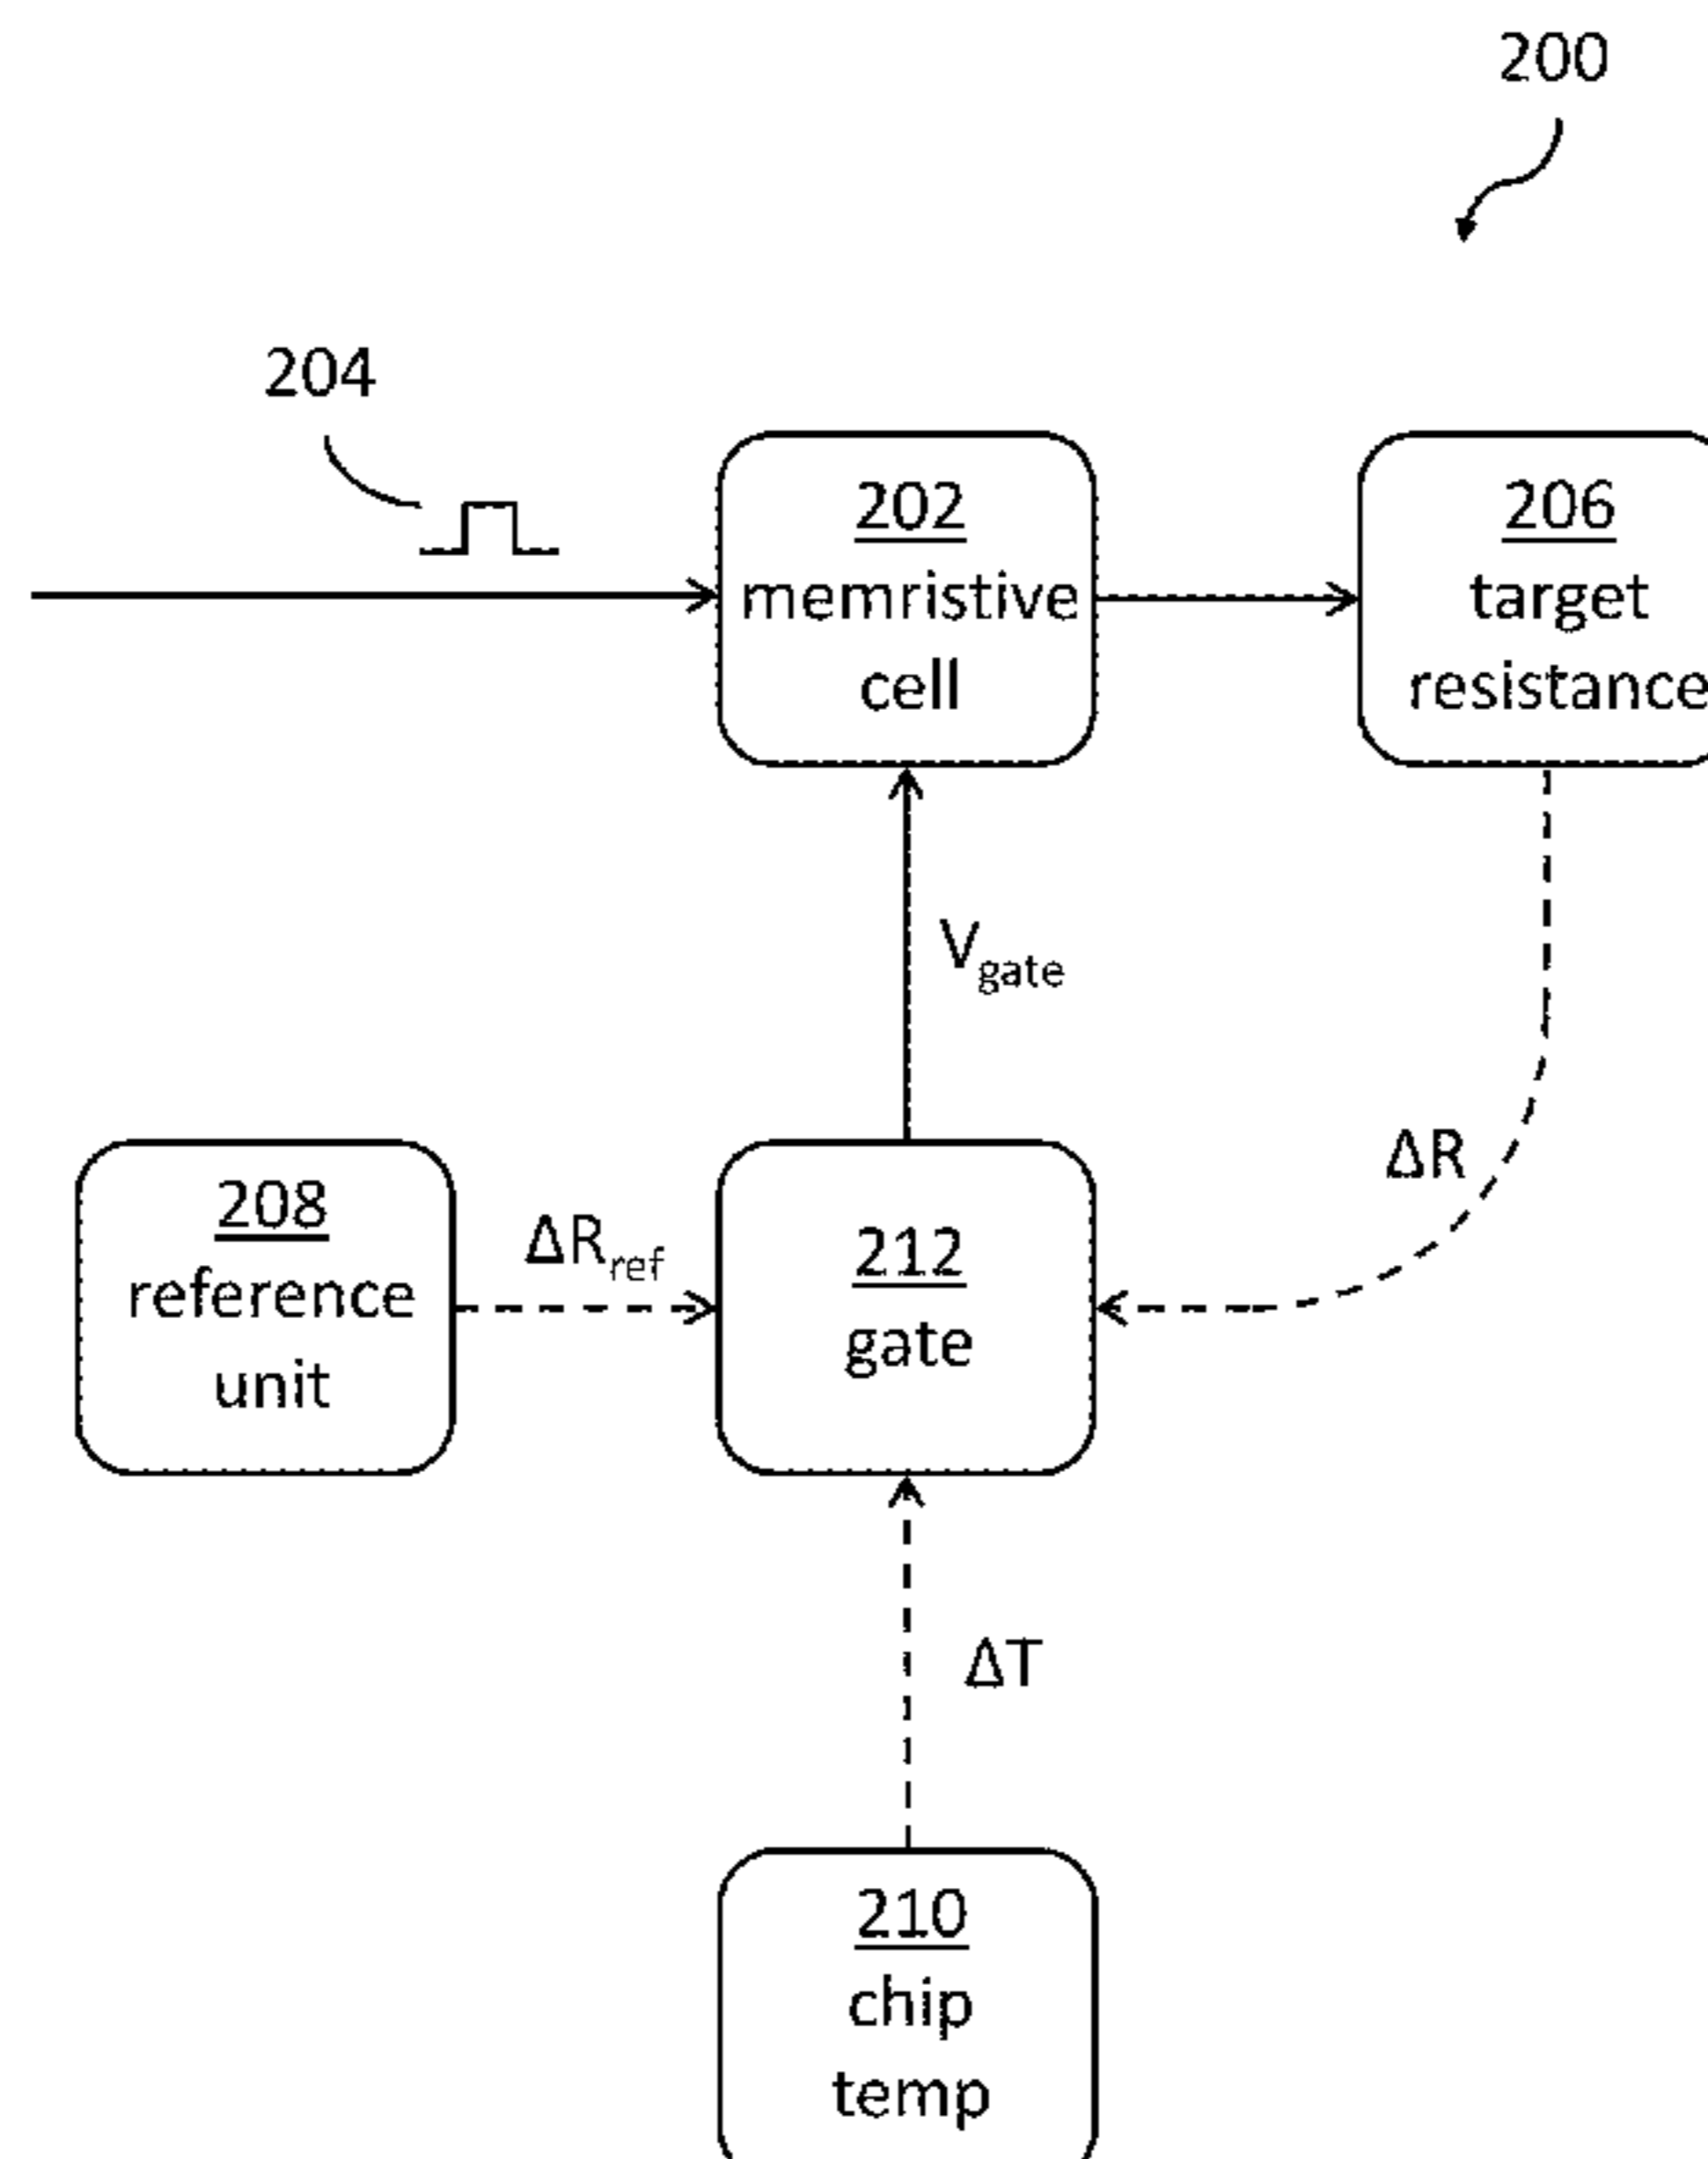 200
204
202
memristive
cell
206
target
resistance
Vgate
208
reference
unit
ΔRref
212
gate
ΔR
ΔT
210
chip
temp